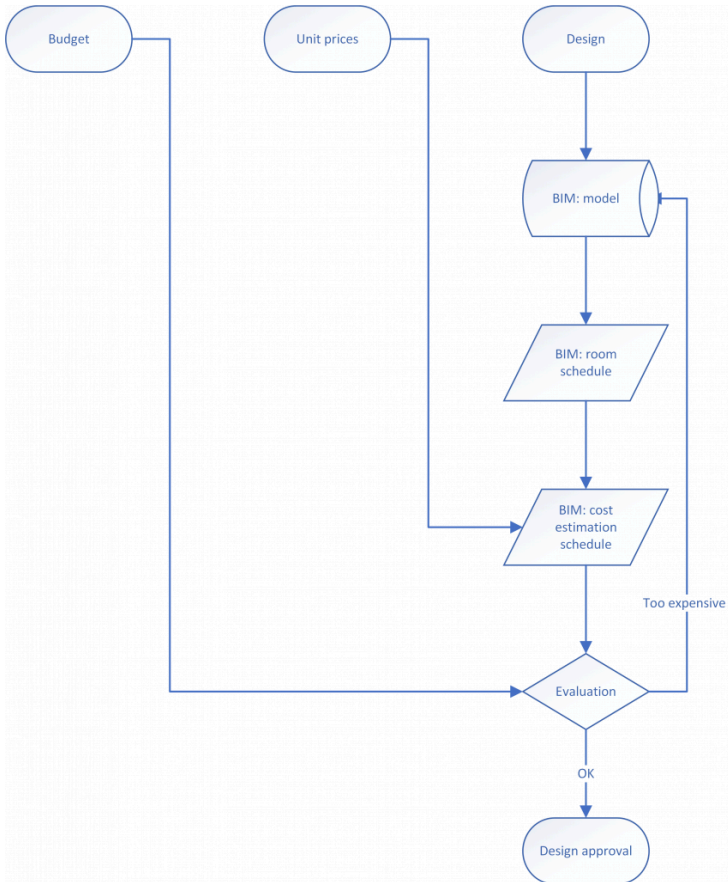 Budget
Unit prices
Design
BIM: model
BIM: room
schedule
BIM: cost
estimation
schedule
Too expensive
Evaluation
OK
Design approval